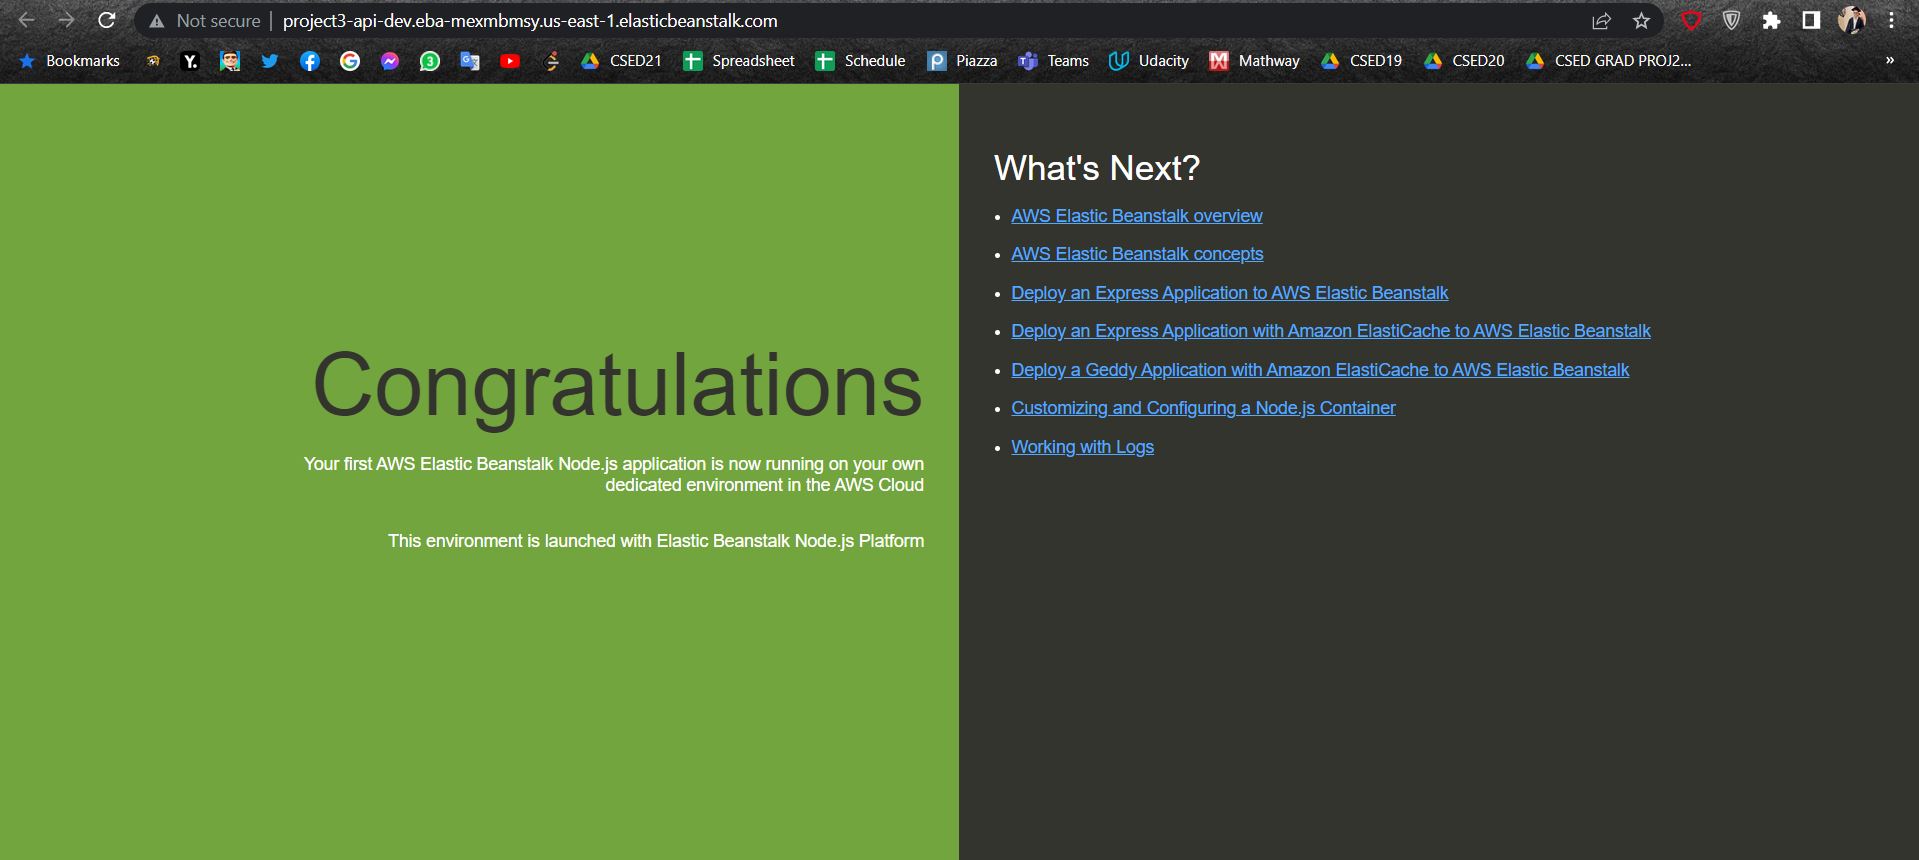 Not secure | project3-api-dev.eba-mexmbmsy.us-east-1.elasticbeanstalk.com
Bookmarks Y. 3 CSED21 Spreadsheet Schedule Piazza Teams Udacity Mathway CSED19 CSED20 CSED GRAD PROJ2... »
Congratulations
Your first AWS Elastic Beanstalk Node.js application is now running on your own
dedicated environment in the AWS Cloud
This environment is launched with Elastic Beanstalk Node.js Platform
What's Next?
AWS Elastic Beanstalk overview
AWS Elastic Beanstalk concepts
Deploy an Express Application to AWS Elastic Beanstalk
Deploy an Express Application with Amazon ElastiCache to AWS Elastic Beanstalk
Deploy a Geddy Application with Amazon ElastiCache to AWS Elastic Beanstalk
Customizing and Configuring a Node.js Container
Working with Logs